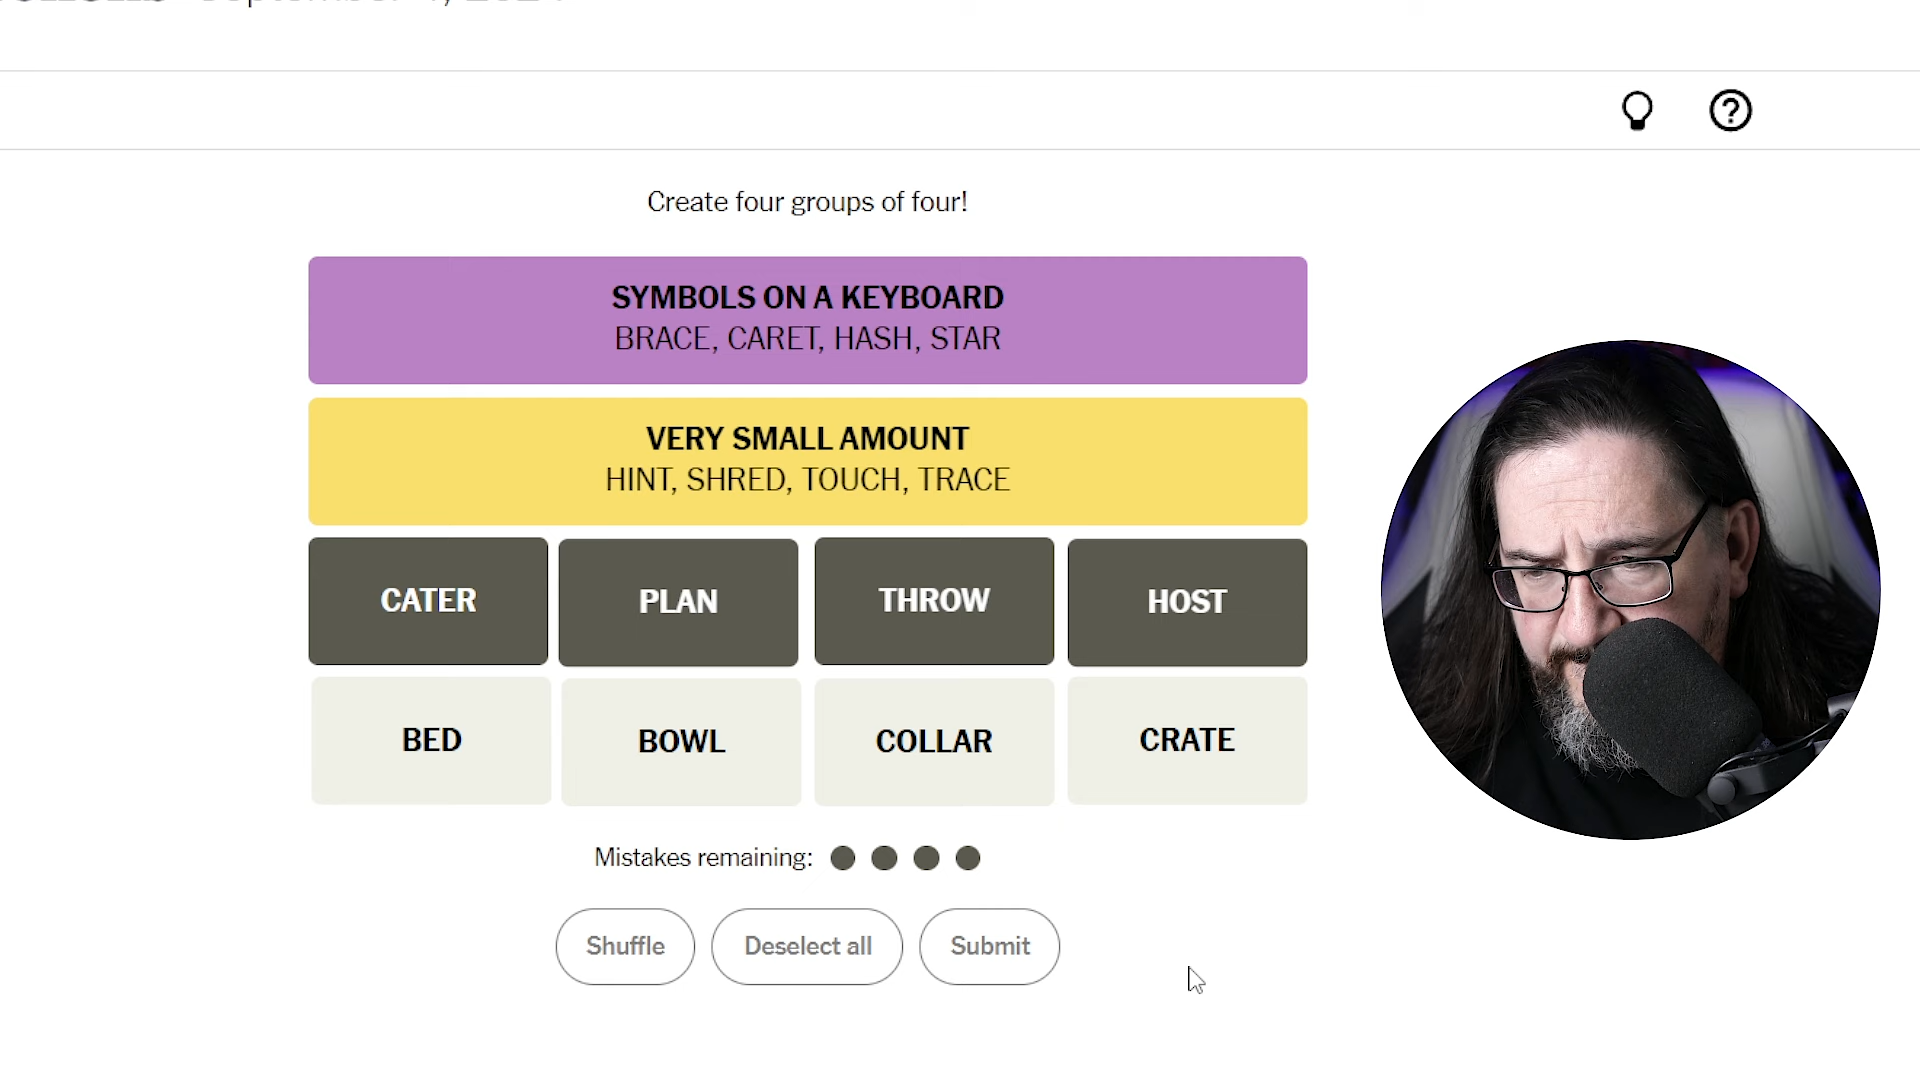 Create four groups of four!
SYMBOLS ON A KEYBOARD
BRACE, CARET, HASH, STAR
VERY SMALL AMOUNT
HINT, SHRED, TOUCH, TRACE
CATER PLAN THROW HOST
BED BOWL COLLAR CRATE
Mistakes remaining:
Shuffle Deselect all Submit